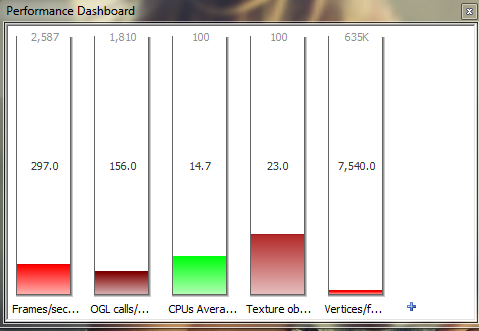 Performance Dashboard
2,587 1,810 100 100 635K
297.0 156.0 14.7 23.0 7,540.0
Frames/sec... OGL calls/... CPUs Avera... Texture ob... Vertices/f...